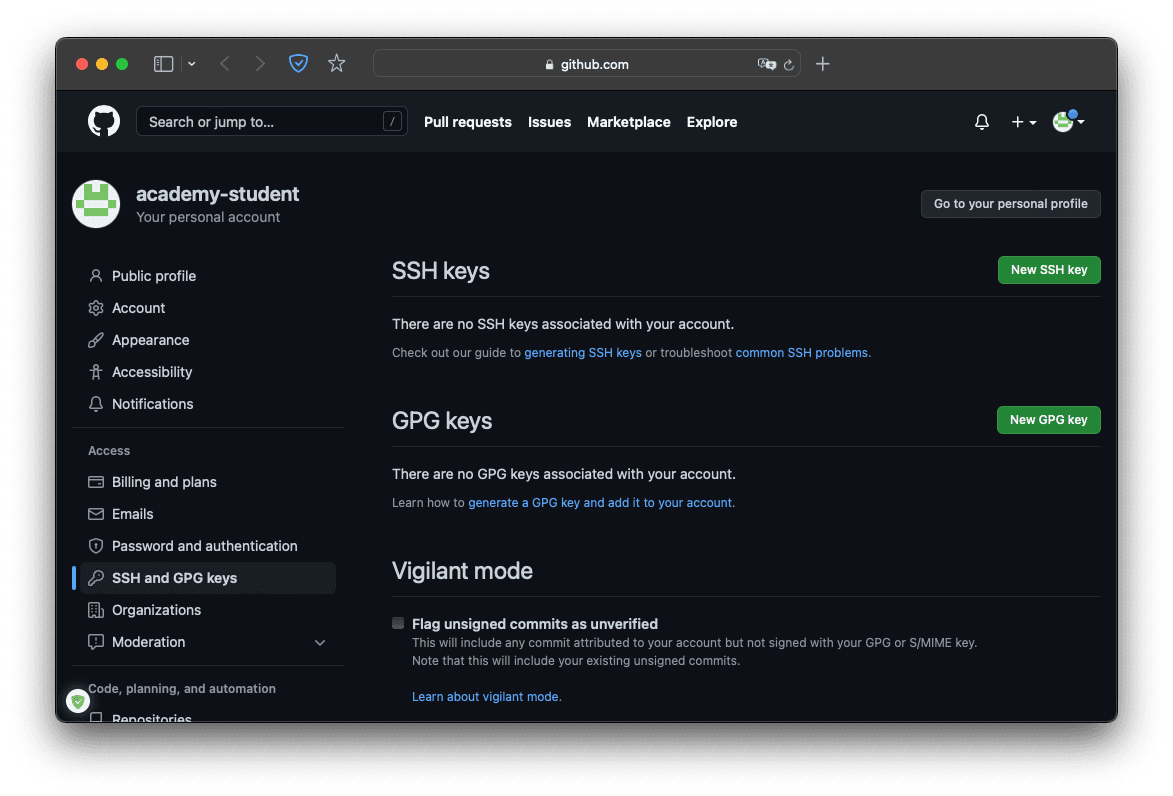 github.com
Search or jump to...
/
Pull requests
Issues
Marketplace
Explore
academy-student
Your personal account
Go to your personal profile
Public profile
Account
Appearance
Accessibility
Notifications
Access
Billing and plans
Emails
Password and authentication
SSH and GPG keys
Organizations
Moderation
Code, planning, and automation
Repositories
SSH keys
New SSH key
There are no SSH keys associated with your account.
Check out our guide to generating SSH keys or troubleshoot common SSH problems.
GPG keys
New GPG key
There are no GPG keys associated with your account.
Learn how to generate a GPG key and add it to your account.
Vigilant mode
Flag unsigned commits as unverified
This will include any commit attributed to your account but not signed with your GPG or S/MIME key.
Note that this will include your existing unsigned commits.
Learn about vigilant mode.